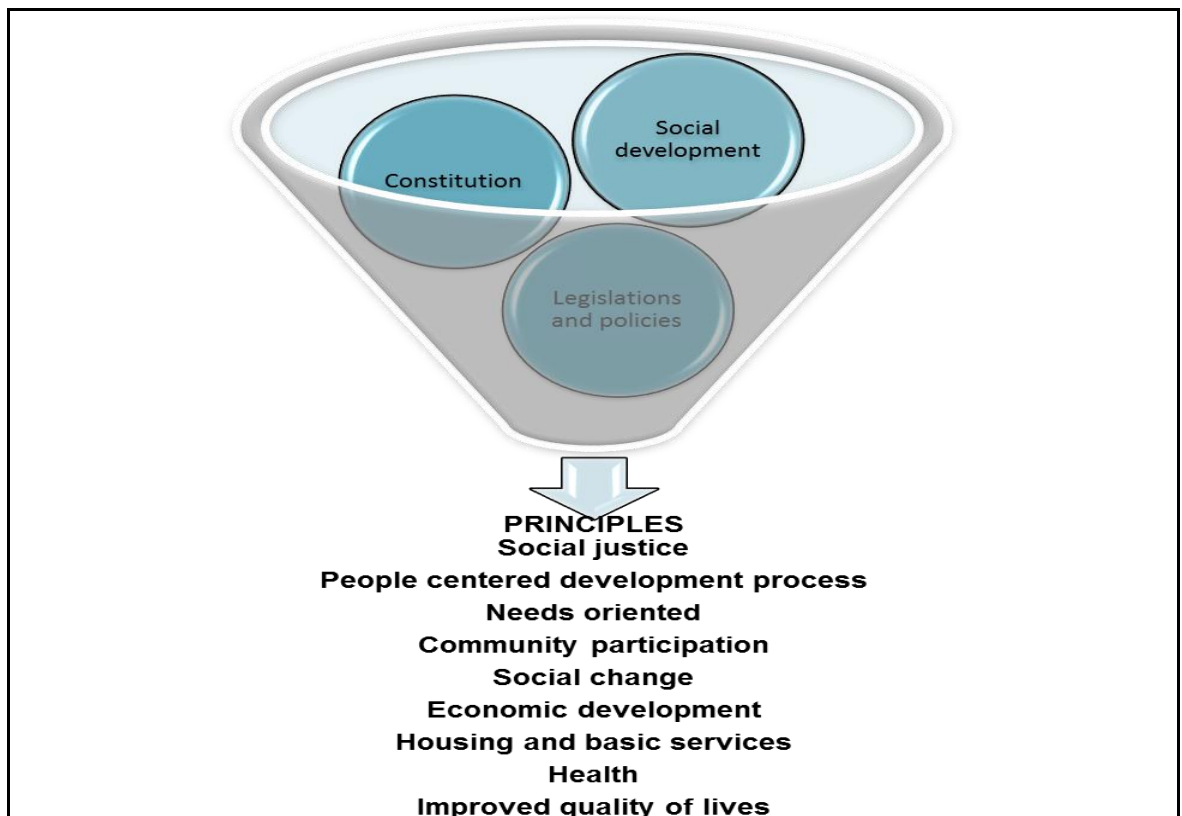 Social
development
Constitution
Legislations
and policies
PRINCIPLES
Social justice
People centered development process
Needs oriented
Community participation
Social change
Economic development
Housing and basic services
Health
Improved quality of lives